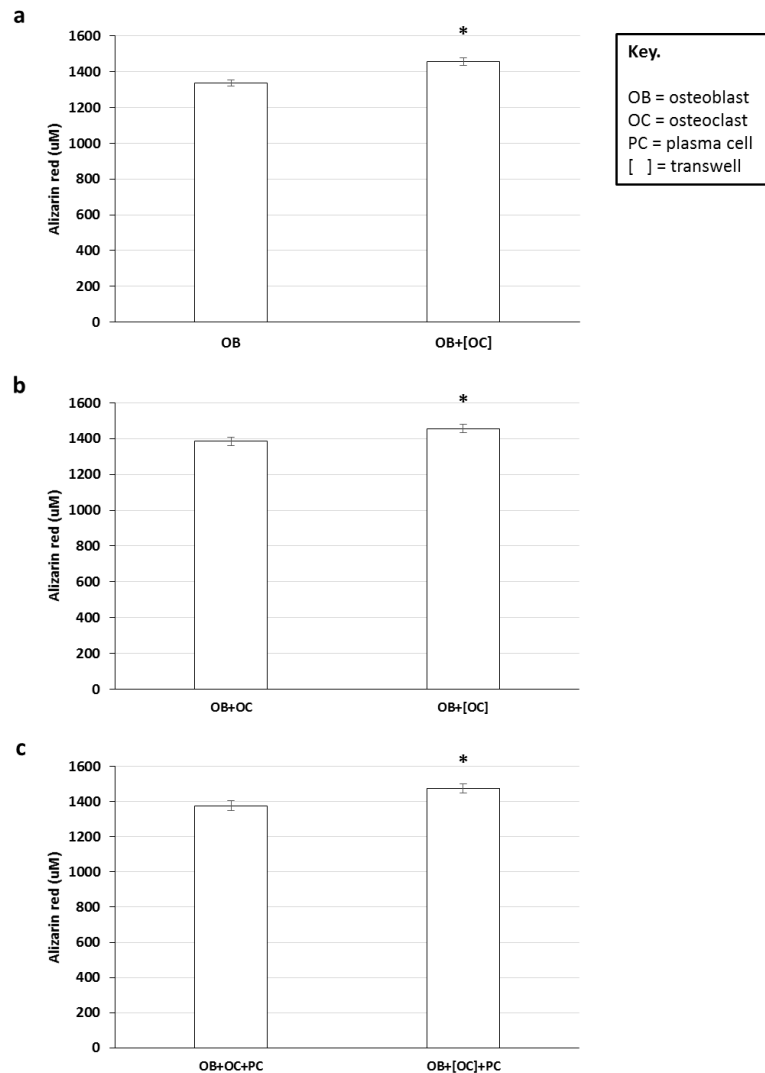 a
1600
1400
1200
1000
800
600
400
200
0
Alizarin red (uM)
*
OB
OB+[OC]
Key.
OB = osteoblast
OC = osteoclast
PC = plasma cell
[ ] = transwell
b
1600
1400
1200
1000
800
600
400
200
0
Alizarin red (uM)
*
OB+OC
OB+[OC]
c
1600
1400
1200
1000
800
600
400
200
0
Alizarin red (uM)
*
OB+OC+PC
OB+[OC]+PC